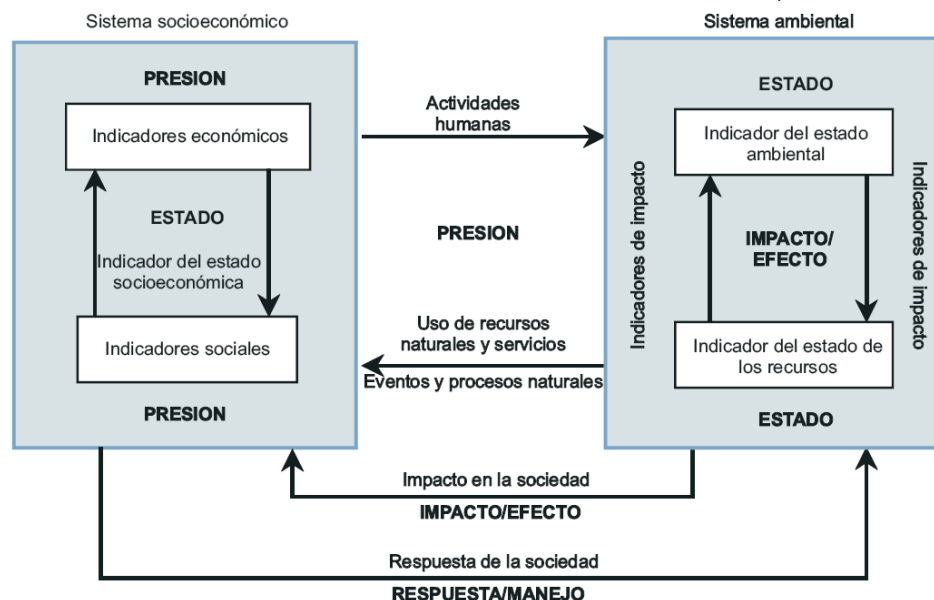 Sistema socioeconómico
PRESION
Indicadores económicos
ESTADO
Indicador del estado
socioeconómica
Indicadores sociales
PRESION
Actividades
humanas
PRESION
Uso de recursos
naturales y servicios
Eventos y procesos naturales
Sistema ambiental
ESTADO
Indicador del estado
ambiental
Indicadores de impacto
IMPACTO/
EFECTO
Indicadores de impacto
Indicador del estado de
los recursos
ESTADO
Impacto en la sociedad
IMPACTO/EFECTO
Respuesta de la sociedad
RESPUESTA/MANEJO